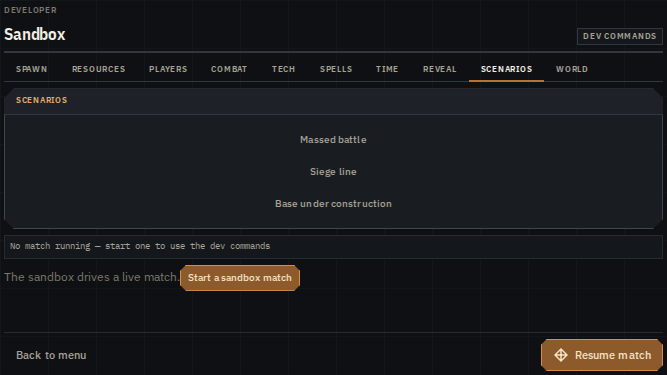 DEVELOPER
Sandbox
DEV COMMANDS
SPAWN RESOURCES PLAYERS COMBAT TECH SPELLS TIME REVEAL SCENARIOS WORLD
SCENARIOS
Massed battle
Siege line
Base under construction
No match running — start one to use the dev commands
The sandbox drives a live match. Start a sandbox match
Back to menu
Resume match